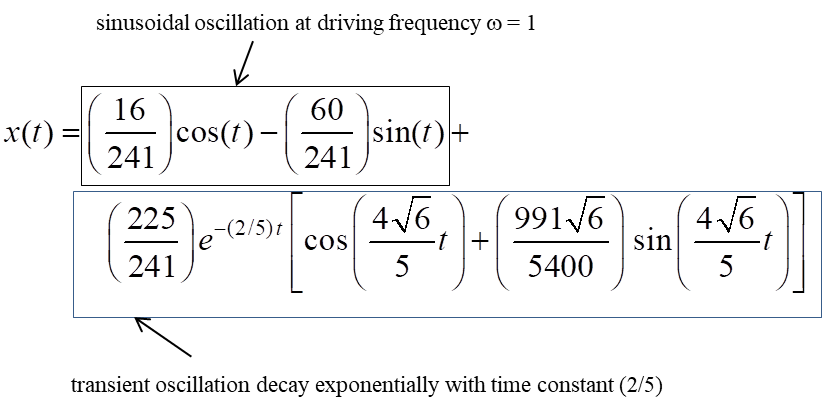 sinusoidal oscillation at driving frequency ω = 1
x(t) = (16/241) cos(t) − (60/241) sin(t) +
(225/241) e^{−(2/5) t} [cos(4√6/5 t) + (991√6/5400) sin(4√6/5 t)]
transient oscillation decay exponentially with time constant (2/5)